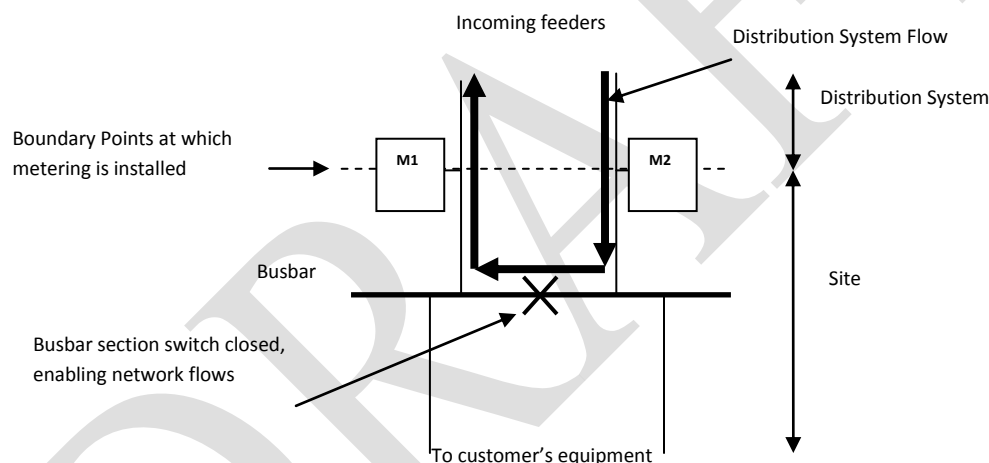 Incoming feeders
Distribution System Flow
Distribution System
Boundary Points at which
metering is installed
M1
M2
Busbar
Site
Busbar section switch closed,
enabling network flows
To customer's equipment
DRAFT